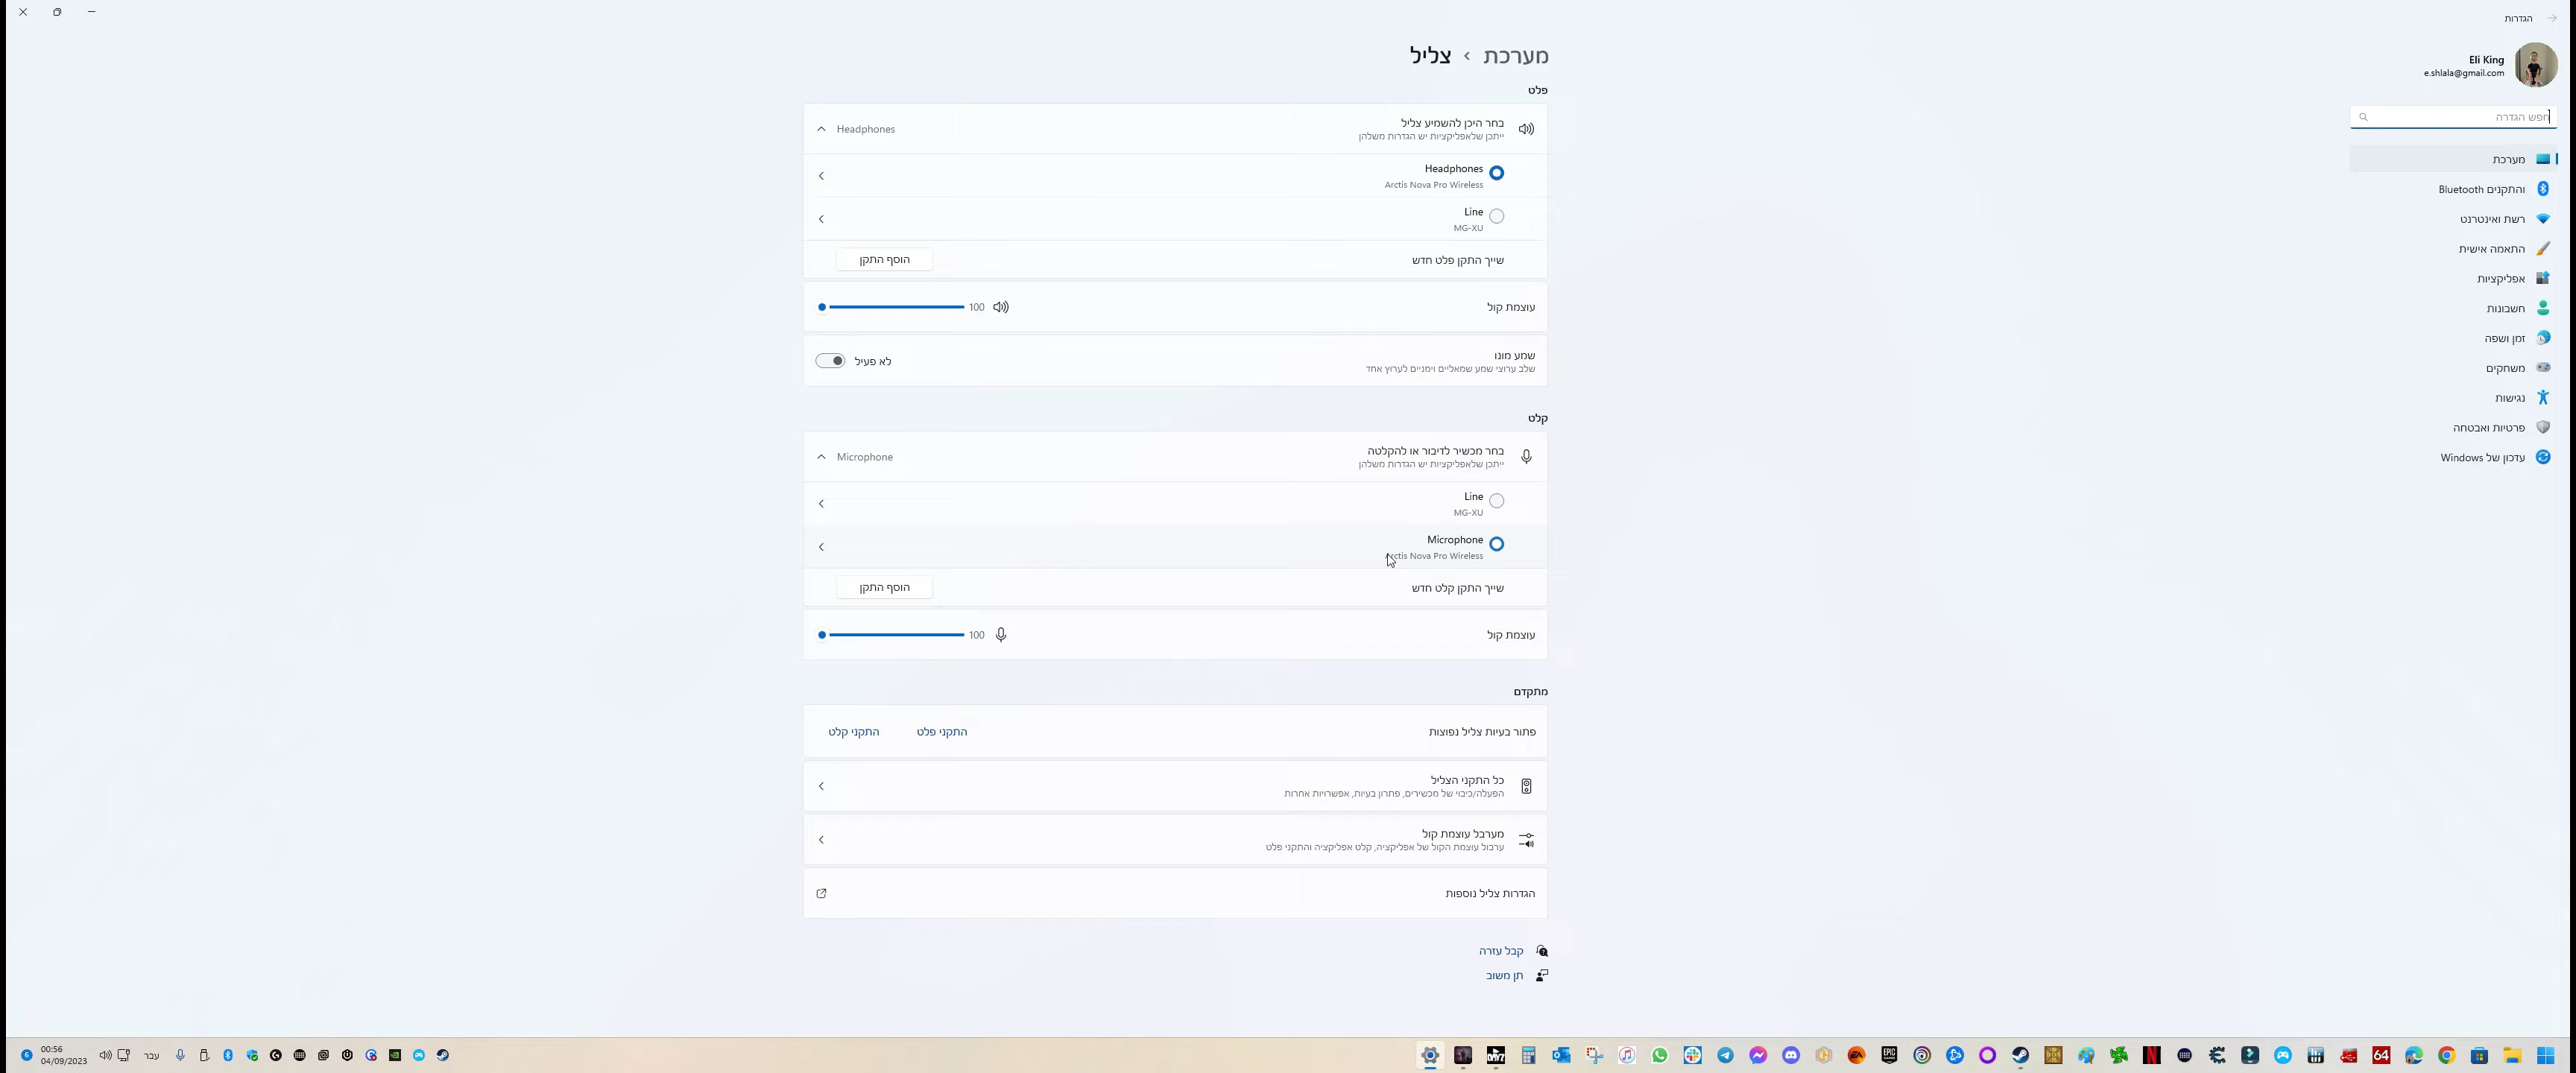 הגדרות
Eli King
e.shlala@gmail.com
חפש הגדרה
מערכת
Bluetooth והתקנים
רשת ואינטרנט
התאמה אישית
אפליקציות
חשבונות
זמן ושפה
משחקים
נגישות
פרטיות ואבטחה
עדכון של Windows
מערכת › צליל
פלט
בחר היכן להשמיע צליל
ייתכן שלאפליקציות יש הגדרות משלהן
Headphones
Headphones
Arctis Nova Pro Wireless
Line
MG-XU
שייך התקן פלט חדש
הוסף התקן
עוצמת קול
100
שמע מונו
שלב ערוצי שמע שמאליים וימניים לערוץ אחד
לא פעיל
קלט
בחר מכשיר לדיבור או להקלטה
ייתכן שלאפליקציות יש הגדרות משלהן
Microphone
Line
MG-XU
Microphone
Arctis Nova Pro Wireless
שייך התקן קלט חדש
הוסף התקן
עוצמת קול
100
מתקדם
פתור בעיות צליל נפוצות
התקני פלט
התקני קלט
כל התקני הצליל
הפעלה/כיבוי של מכשירים, פתרון בעיות, אפשרויות אחרות
מערבל עוצמת קול
ערבול עוצמת הקול של אפליקציה, קלט אפליקציה והתקני פלט
הגדרות צליל נוספות
קבל עזרה
תן משוב
64
EPIC
EA
DAYZ
עבר
00:56
04/09/2023
6